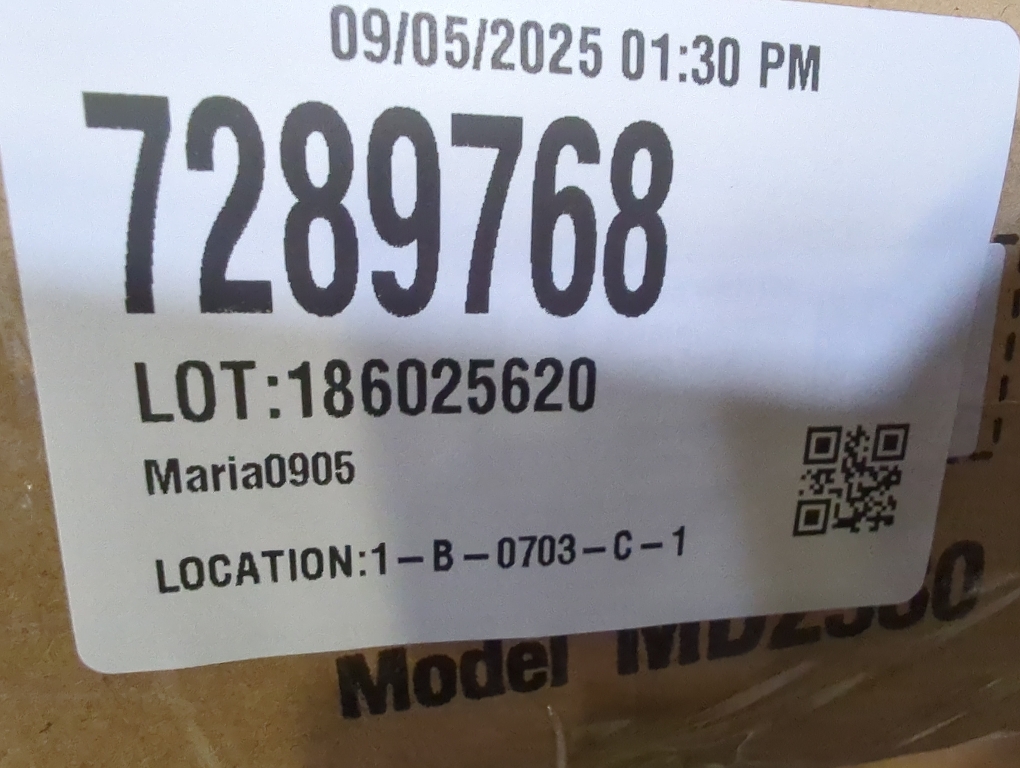 09/05/2025 01:30 PM
7289768
LOT:186025620
Maria0905
LOCATION:1-B-0703-C-1
Model